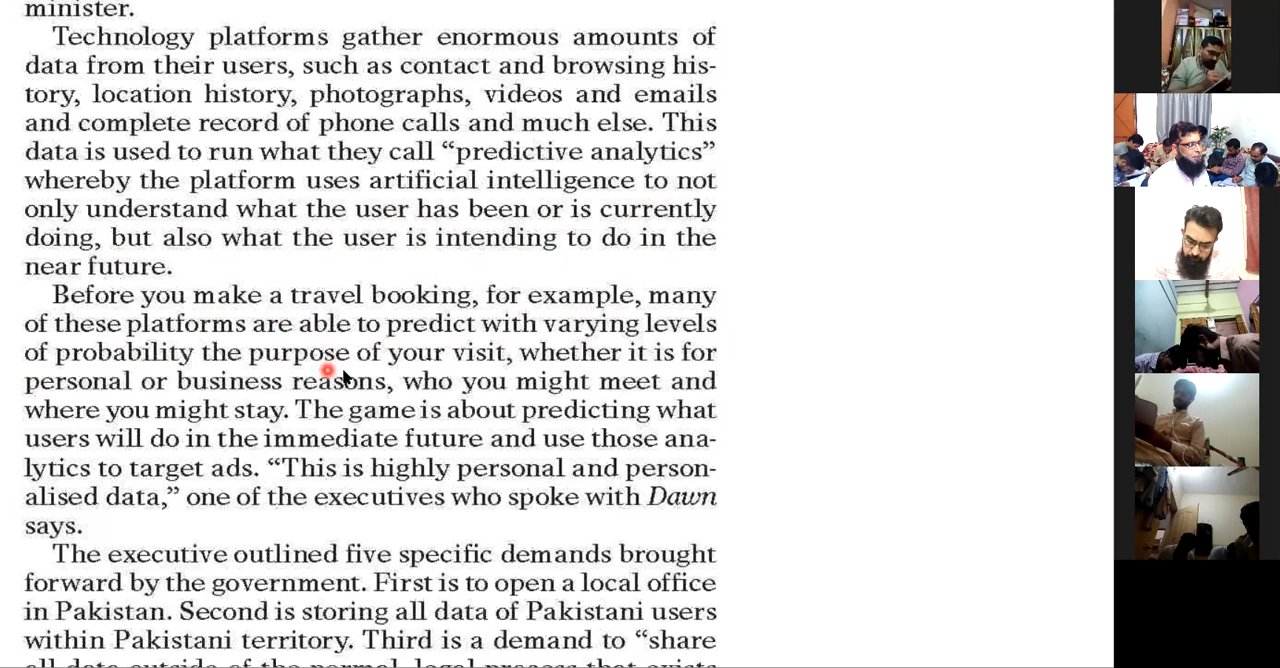 minister.
Technology platforms gather enormous amounts of
data from their users, such as contact and browsing his-
tory, location history, photographs, videos and emails
and complete record of phone calls and much else. This
data is used to run what they call “predictive analytics”
whereby the platform uses artificial intelligence to not
only understand what the user has been or is currently
doing, but also what the user is intending to do in the
near future.
Before you make a travel booking, for example, many
of these platforms are able to predict with varying levels
of probability the purpose of your visit, whether it is for
personal or business reasons, who you might meet and
where you might stay. The game is about predicting what
users will do in the immediate future and use those ana-
lytics to target ads. “This is highly personal and person-
alised data,” one of the executives who spoke with Dawn
says.
The executive outlined five specific demands brought
forward by the government. First is to open a local office
in Pakistan. Second is storing all data of Pakistani users
within Pakistani territory. Third is a demand to “share
all data outside of the normal, legal process that exists